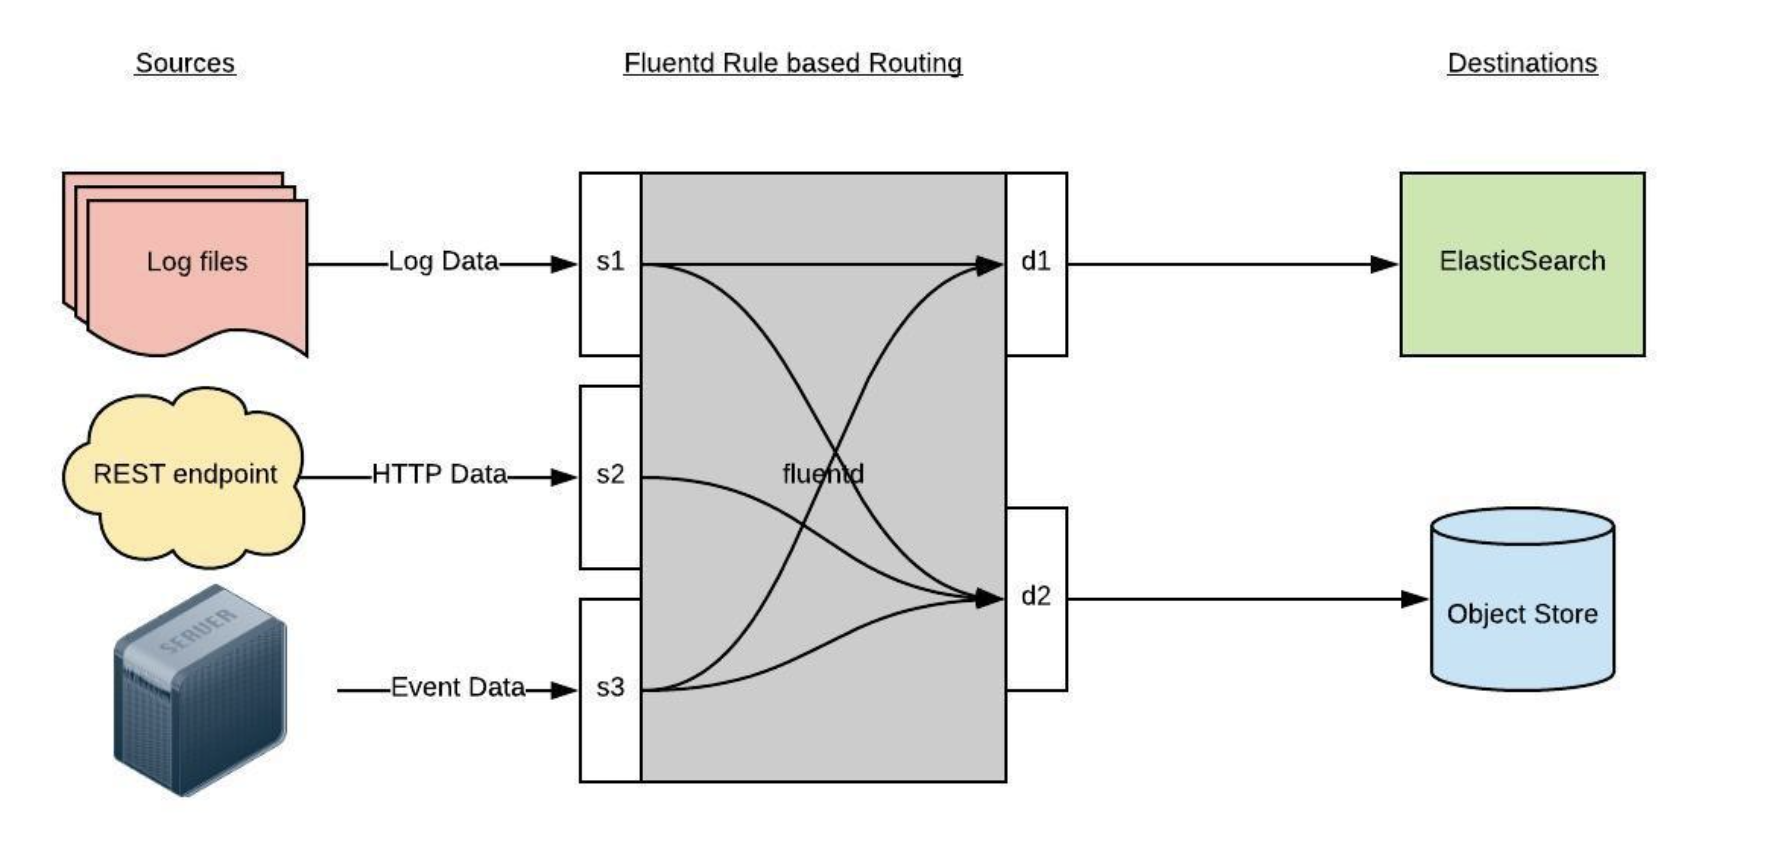 Sources
Fluentd Rule based Routing
Destinations
Log files
Log Data
s1
d1
ElasticSearch
REST endpoint
HTTP Data
s2
fluentd
d2
Object Store
SERVER
Event Data
s3